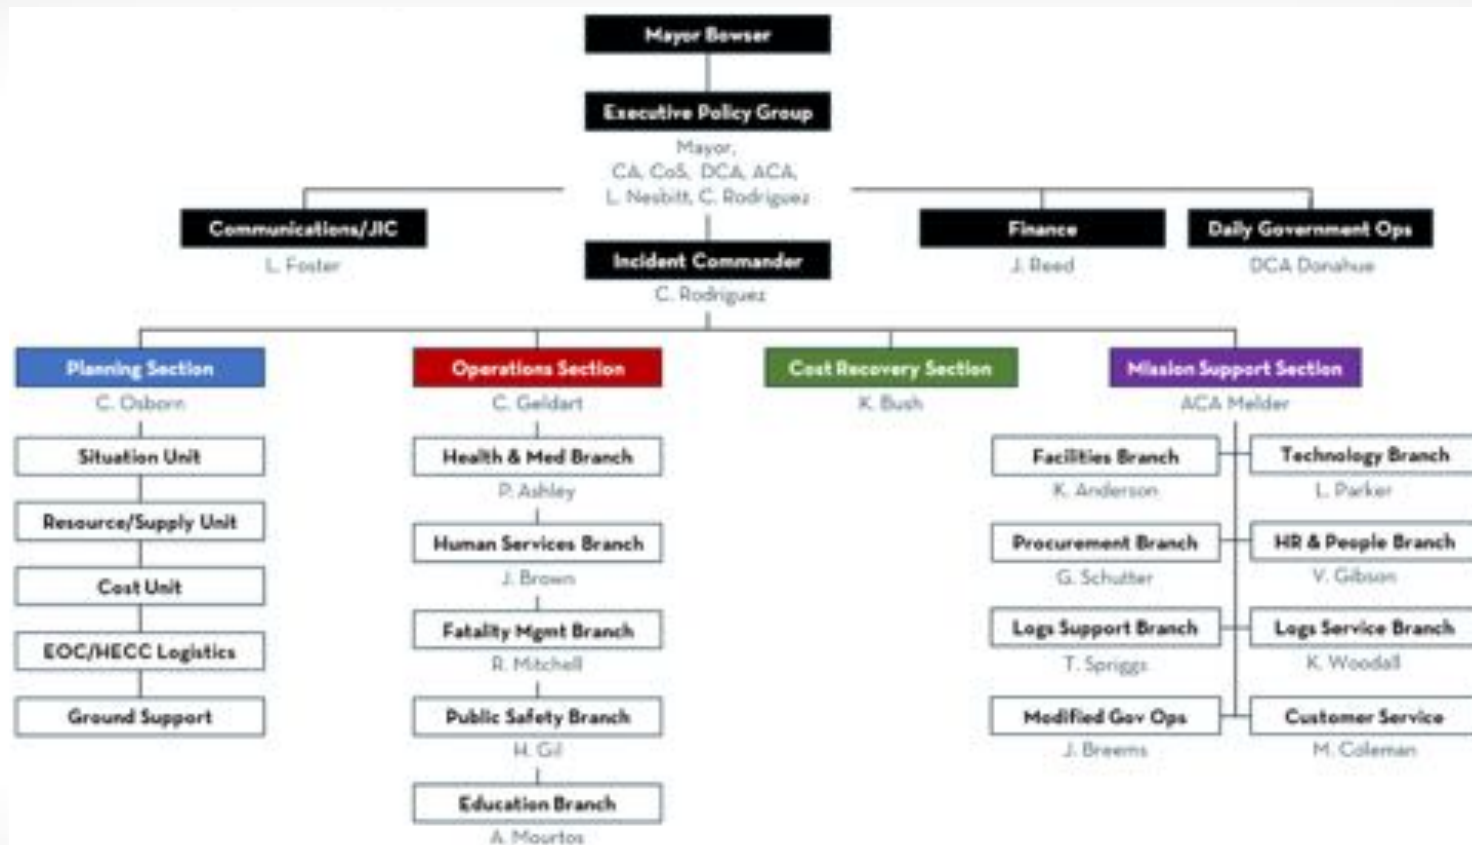 Mayor Bowser
Executive Policy Group
Mayor,
CA, CoS, DCA, ACA,
L. Nesbitt, C. Rodriguez
Communications/JIC
L. Foster
Finance
J. Reed
Daily Government Ops
DCA Donahue
Incident Commander
C. Rodriguez
Planning Section
C. Osborn
Situation Unit
Resource/Supply Unit
Cost Unit
EOC/HECC Logistics
Ground Support
Operations Section
C. Geldart
Health & Med Branch
P. Ashley
Human Services Branch
J. Brown
Fatality Mgmt Branch
R. Mitchell
Public Safety Branch
H. Gil
Education Branch
A. Mourtos
Cost Recovery Section
K. Bush
Mission Support Section
ACA Melder
Facilities Branch
K. Anderson
Technology Branch
L. Parker
Procurement Branch
G. Schutter
HR & People Branch
V. Gibson
Logs Support Branch
T. Spriggs
Logs Service Branch
K. Woodall
Modified Gov Ops
J. Breems
Customer Service
M. Coleman